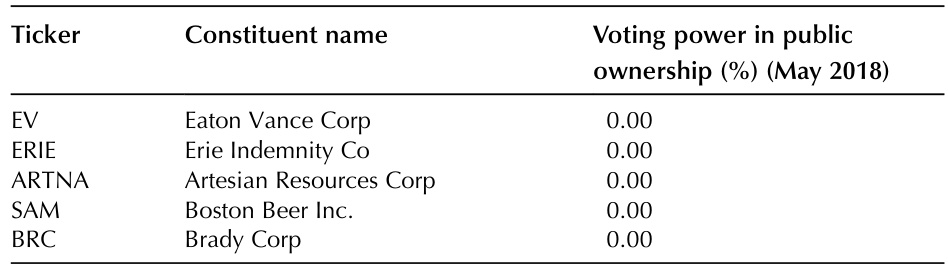 Ticker Constituent name Voting power in public
ownership (%) (May 2018)
EV Eaton Vance Corp 0.00
ERIE Erie Indemnity Co 0.00
ARTNA Artesian Resources Corp 0.00
SAM Boston Beer Inc. 0.00
BRC Brady Corp 0.00